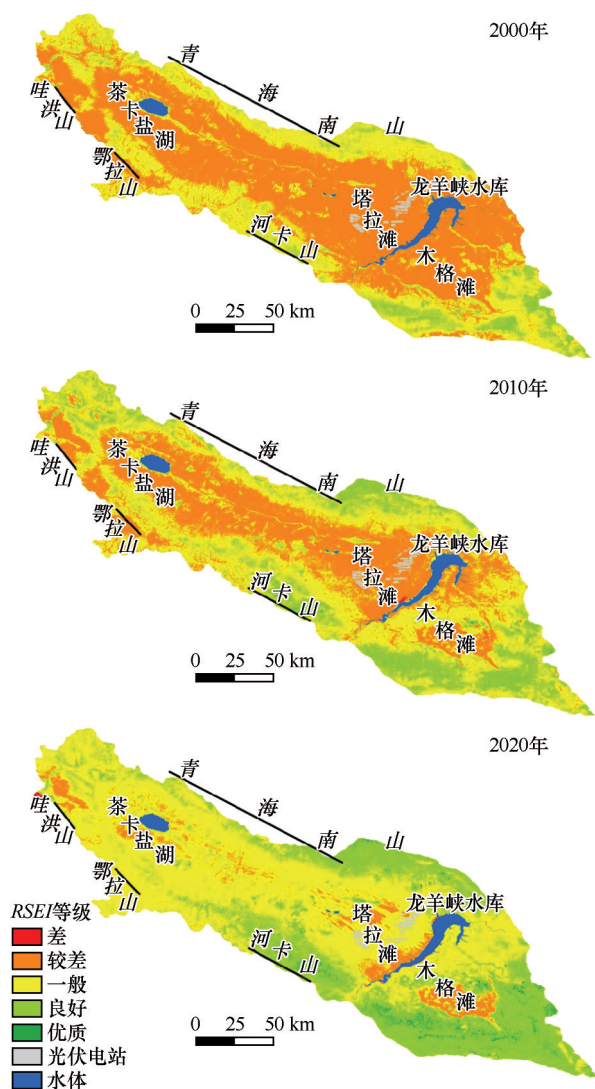 2000年
青海南山
哇洪山
茶卡盐湖
鄂拉山
龙羊峡水库
塔拉滩
河卡山
木格滩
0 25 50 km
2010年
青海南山
哇洪山
茶卡盐湖
鄂拉山
龙羊峡水库
塔拉滩
河卡山
木格滩
0 25 50 km
2020年
青海南山
哇洪山
茶卡盐湖
鄂拉山
龙羊峡水库
塔拉滩
河卡山
木格滩
RSEI等级
差
较差
一般
良好
优质
光伏电站
水体
0 25 50 km